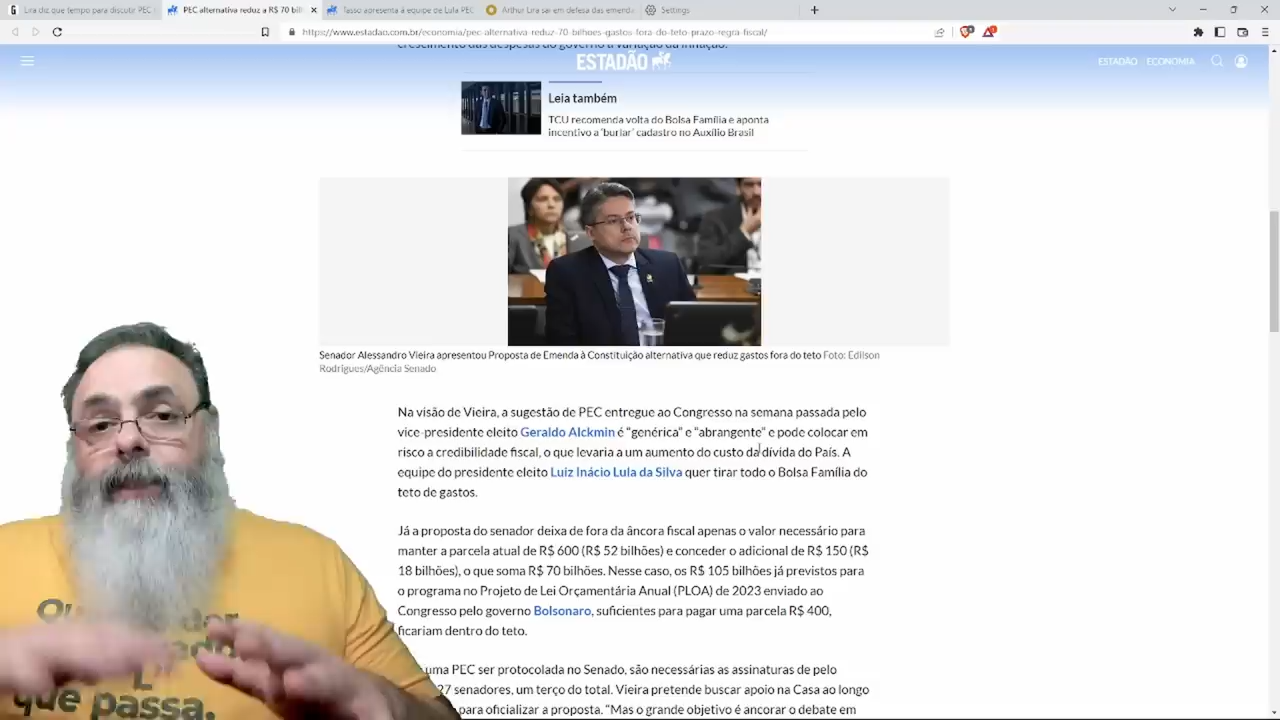 Lira diz que tempo para discutir PEC
PEC alternativa reduz a R$ 70 bilh
Tasso apresenta à equipe de Lula PEC
Arthur Lira sai em defesa das emenda
Settings
https://www.estadao.com.br/economia/pec-alternativa-reduz-70-bilhoes-gastos-fora-do-teto-prazo-regra-fiscal/
crescimento das despesas do governo à variação da inflação.
ESTADÃO
ESTADÃO ECONOMIA
Leia também
TCU recomenda volta do Bolsa Família e aponta
incentivo a 'burlar' cadastro no Auxílio Brasil
Senador Alessandro Vieira apresentou Proposta de Emenda à Constituição alternativa que reduz gastos fora do teto Foto: Edilson
Rodrigues/Agência Senado
Na visão de Vieira, a sugestão de PEC entregue ao Congresso na semana passada pelo
vice-presidente eleito Geraldo Alckmin é “genérica” e “abrangente” e pode colocar em
risco a credibilidade fiscal, o que levaria a um aumento do custo da dívida do País. A
equipe do presidente eleito Luiz Inácio Lula da Silva quer tirar todo o Bolsa Família do
teto de gastos.
Já a proposta do senador deixa de fora da âncora fiscal apenas o valor necessário para
manter a parcela atual de R$ 600 (R$ 52 bilhões) e conceder o adicional de R$ 150 (R$
18 bilhões), o que soma R$ 70 bilhões. Nesse caso, os R$ 105 bilhões já previstos para
o programa no Projeto de Lei Orçamentária Anual (PLOA) de 2023 enviado ao
Congresso pelo governo Bolsonaro, suficientes para pagar uma parcela R$ 400,
ficariam dentro do teto.
uma PEC ser protocolada no Senado, são necessárias as assinaturas de pelo
27 senadores, um terço do total. Vieira pretende buscar apoio na Casa ao longo
para oficializar a proposta. “Mas o grande objetivo é ancorar o debate em
que passa.